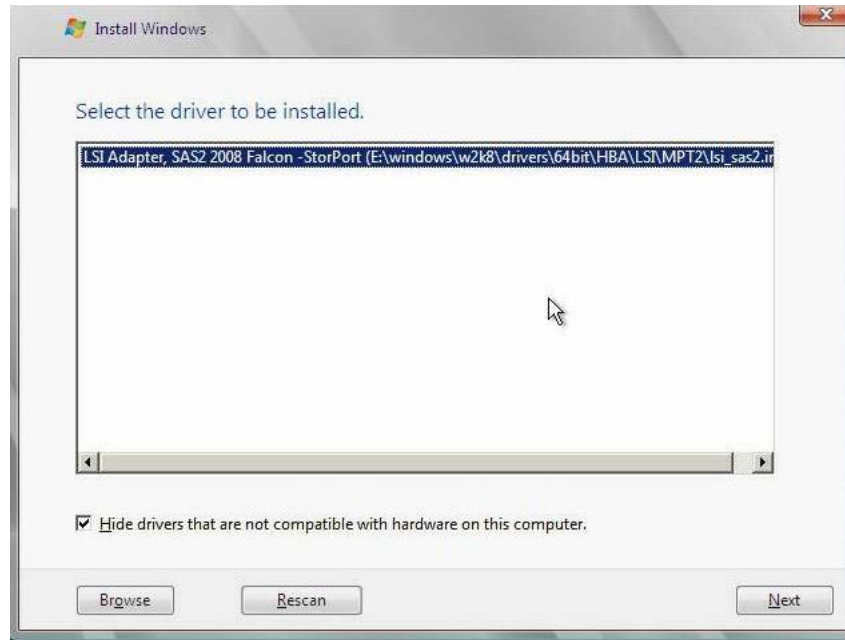 Install Windows
Select the driver to be installed.
LSI Adapter, SAS2 2008 Falcon -StorPort (E:\windows\w2k8\drivers\64bit\HBA\LSI\MPT2\lsi_sas2.in
Hide drivers that are not compatible with hardware on this computer.
Browse
Rescan
Next